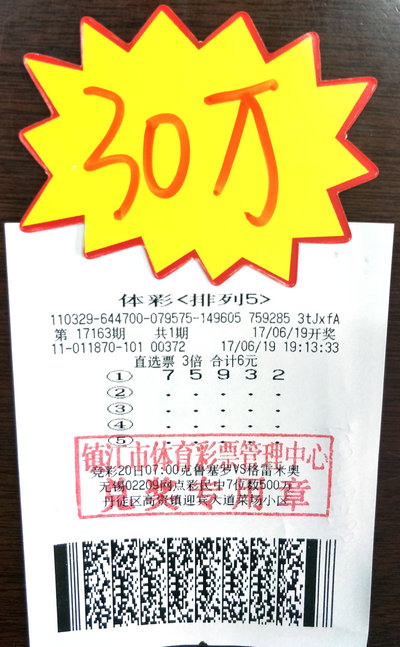 30万
体彩<排列5>
110329-644700-079575-149605 759285 3tJxfA
第 17163期 共1期 17/06/19开奖
11-011870-101 00372 17/06/19 19:13:33
直选票 3倍 合计6元
① 7 5 9 3 2
② - - - - -
③ - - - - -
④ - - - - -
⑤ - - - - -
镇江市体育彩票管理中心
竞彩20日07:00克鲁塞罗VS格雷米奥
无锡02209网点彩民中7位数500万
兑奖专用章
丹徒区高资镇迎宾大道菜场小区